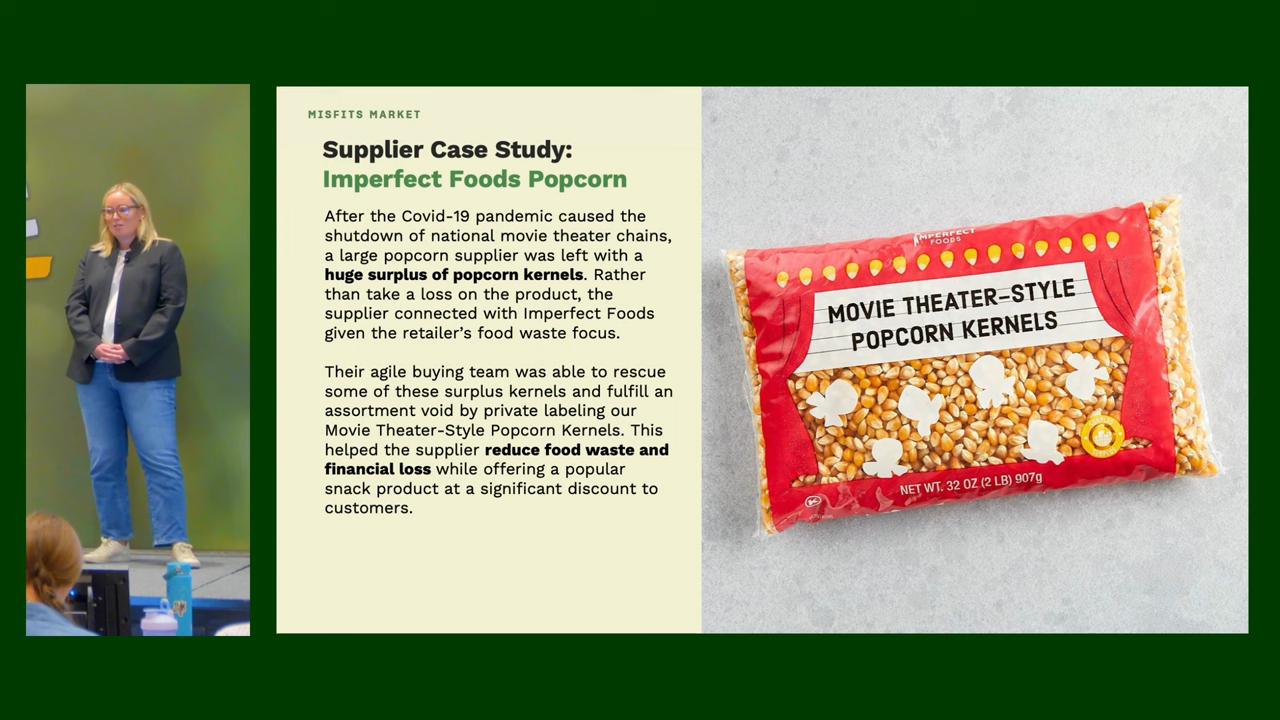 MISFITS MARKET
Supplier Case Study:
Imperfect Foods Popcorn
After the Covid-19 pandemic caused the
shutdown of national movie theater chains,
a large popcorn supplier was left with a
huge surplus of popcorn kernels. Rather
than take a loss on the product, the
supplier connected with Imperfect Foods
given the retailer's food waste focus.
Their agile buying team was able to rescue
some of these surplus kernels and fulfill an
assortment void by private labeling our
Movie Theater-Style Popcorn Kernels. This
helped the supplier reduce food waste and
financial loss while offering a popular
snack product at a significant discount to
customers.
IMPERFECT
FOODS
MOVIE THEATER-STYLE
POPCORN KERNELS
NET WT. 32 OZ (2 LB) 907g